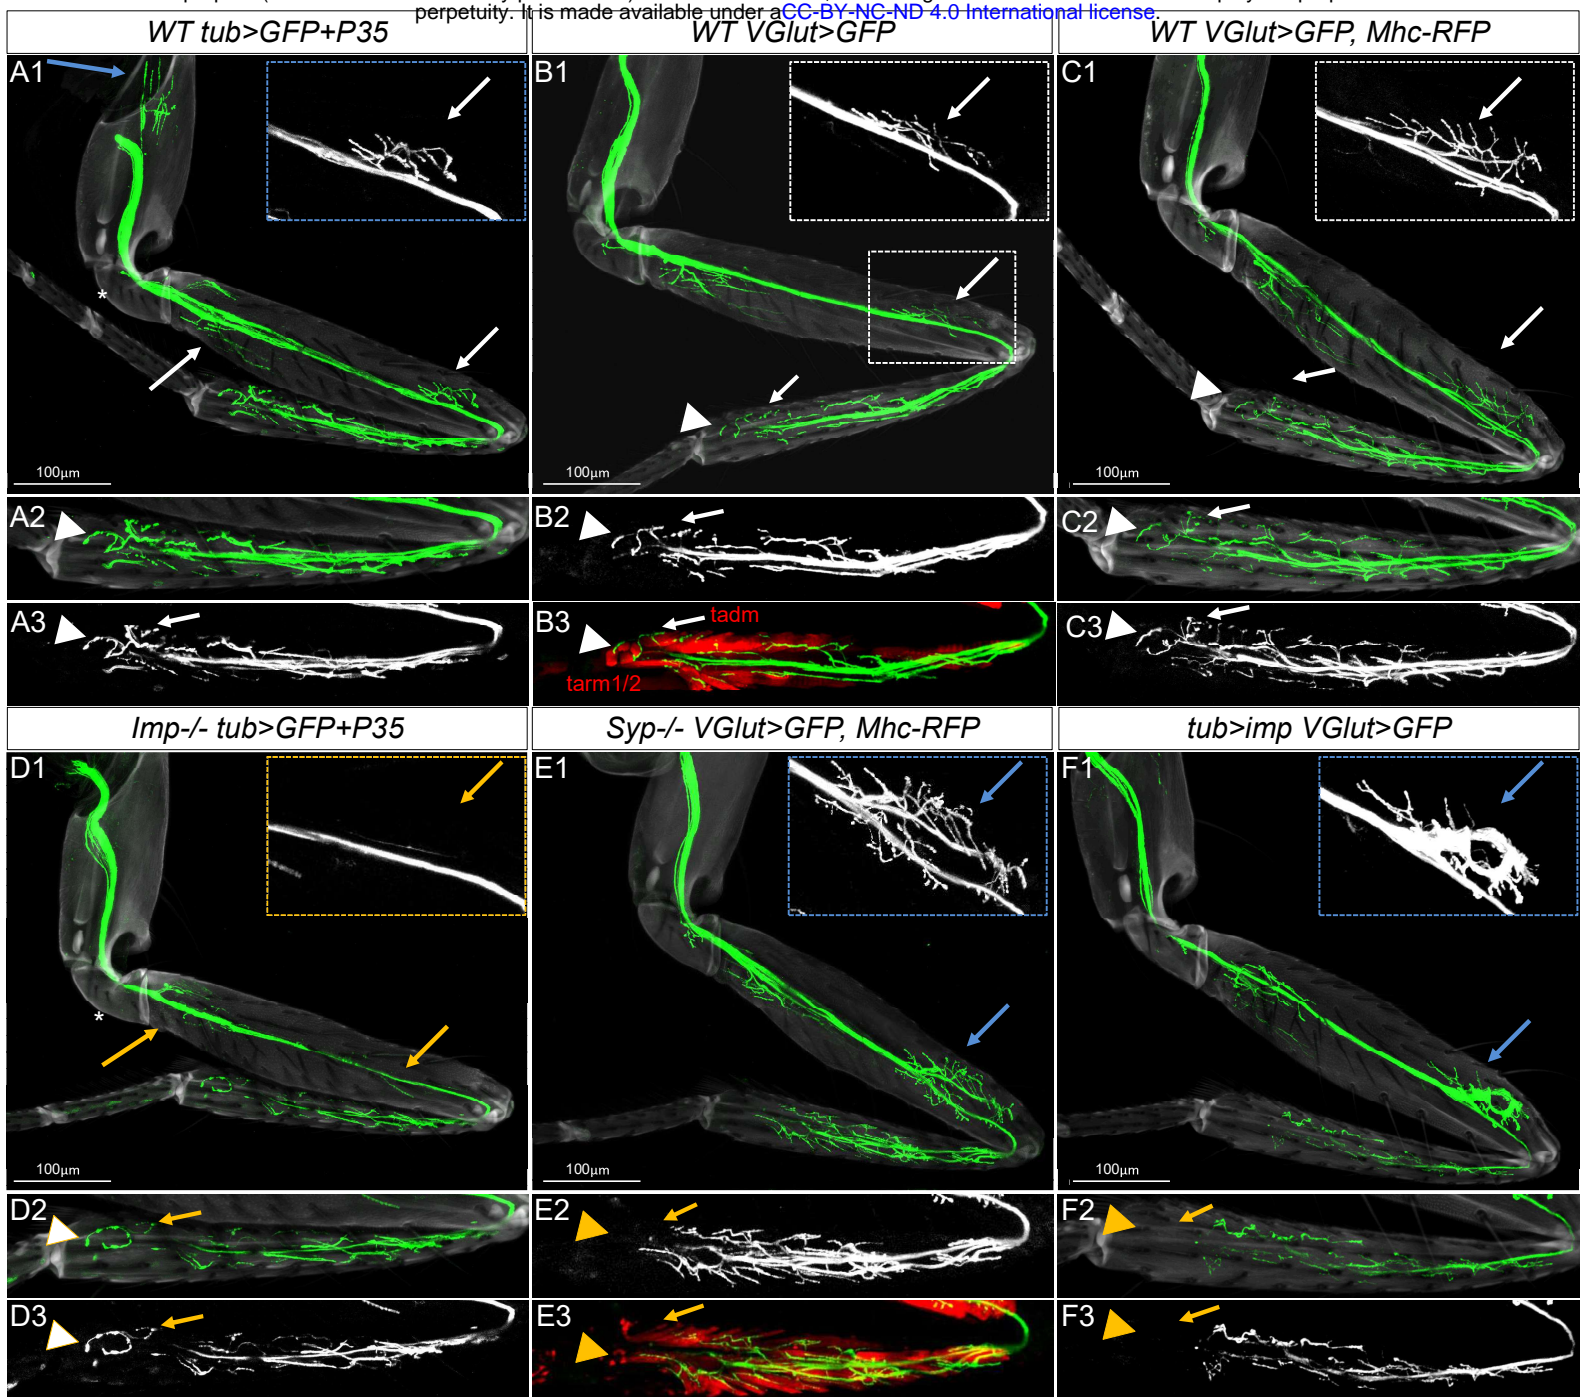 perpetuity. It is made available under aCC-BY-NC-ND 4.0 International license.
WT tub>GFP+P35
WT VGlut>GFP
WT VGlut>GFP, Mhc-RFP
A1
B1
C1
*
100µm
100µm
100µm
A2
B2
C2
A3
B3
tadm
tarm1/2
C3
Imp-/- tub>GFP+P35
Syp-/- VGlut>GFP, Mhc-RFP
tub>imp VGlut>GFP
D1
E1
F1
*
100µm
100µm
100µm
D2
E2
F2
D3
E3
F3